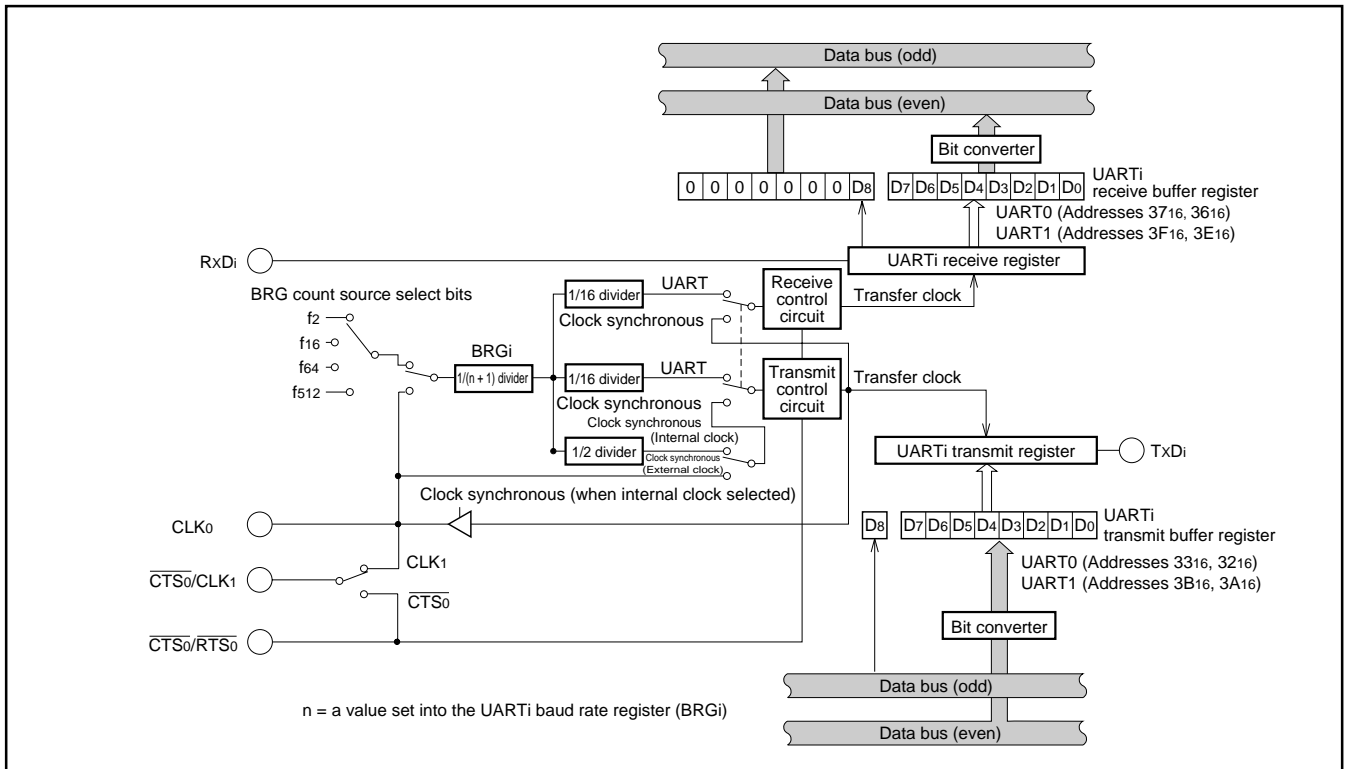 Data bus (odd)
Data bus (even)
Bit converter
0 0 0 0 0 0 0 D8
D7 D6 D5 D4 D3 D2 D1 D0
UARTi
receive buffer register
UART0 (Addresses 3716, 3616)
UART1 (Addresses 3F16, 3E16)
RxDi
UARTi receive register
BRG count source select bits
f2
f16
f64
f512
BRGi
1/(n + 1) divider
1/16 divider
UART
Clock synchronous
Receive
control
circuit
Transfer clock
1/16 divider
UART
Clock synchronous
Transmit
control
circuit
Transfer clock
Clock synchronous
(Internal clock)
1/2 divider
Clock synchronous
(External clock)
UARTi transmit register
TxDi
Clock synchronous (when internal clock selected)
CLK0
D8
D7 D6 D5 D4 D3 D2 D1 D0
UARTi
transmit buffer register
UART0 (Addresses 3316, 3216)
UART1 (Addresses 3B16, 3A16)
CLK1
CTS0/CLK1
CTS0
CTS0/RTS0
Bit converter
Data bus (odd)
Data bus (even)
n = a value set into the UARTi baud rate register (BRGi)